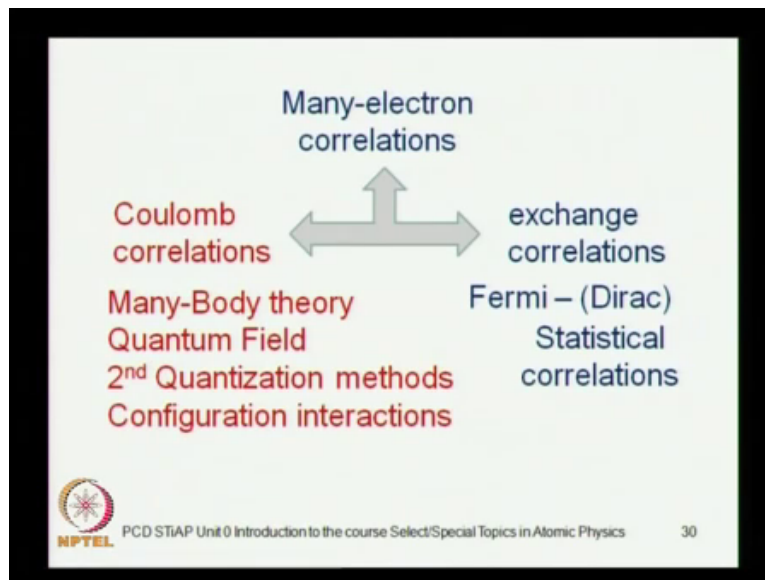 Many-electron
correlations
Coulomb
correlations
exchange
correlations
Many-Body theory
Quantum Field
2nd Quantization methods
Configuration interactions
Fermi – (Dirac)
Statistical
correlations
NPTEL
PCD STiAP Unit 0 Introduction to the course Select/Special Topics in Atomic Physics
30